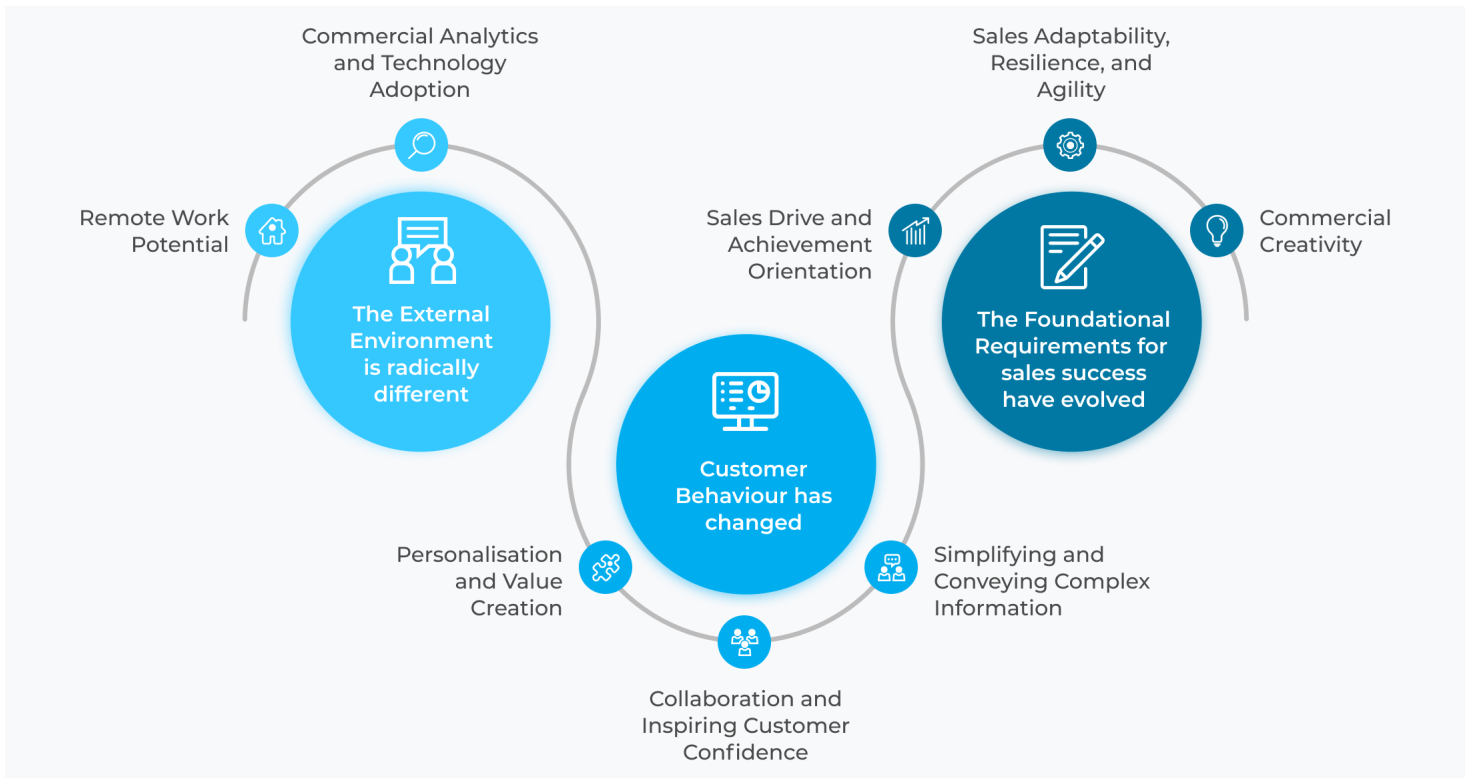 Commercial Analytics
and Technology
Adoption
Remote Work
Potential
The External
Environment
is radically
different
Personalisation
and Value
Creation
Customer
Behaviour has
changed
Collaboration and
Inspiring Customer
Confidence
Simplifying and
Conveying Complex
Information
Sales Drive and
Achievement
Orientation
Sales Adaptability,
Resilience, and
Agility
The Foundational
Requirements for
sales success
have evolved
Commercial
Creativity